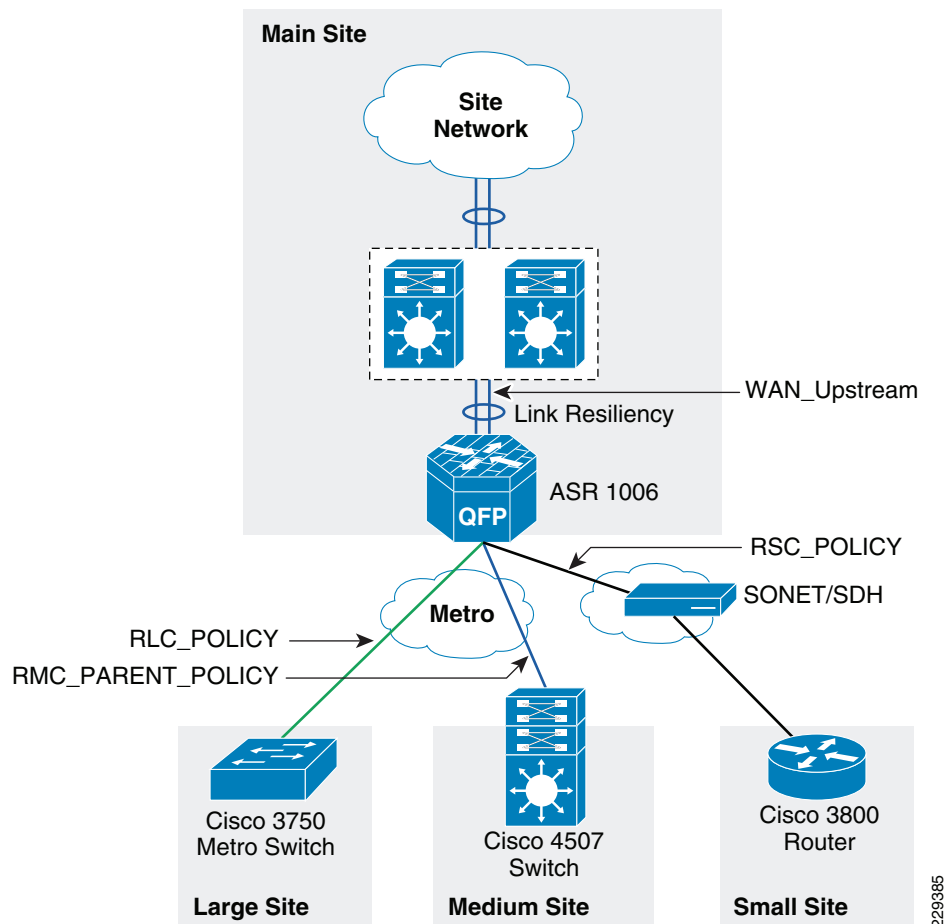 Main Site
Site
Network
WAN_Upstream
Link Resiliency
ASR 1006
QFP
RSC_POLICY
SONET/SDH
Metro
RLC_POLICY
RMC_PARENT_POLICY
Cisco 3750
Metro Switch
Cisco 4507
Switch
Cisco 3800
Router
Large Site
Medium Site
Small Site
229385